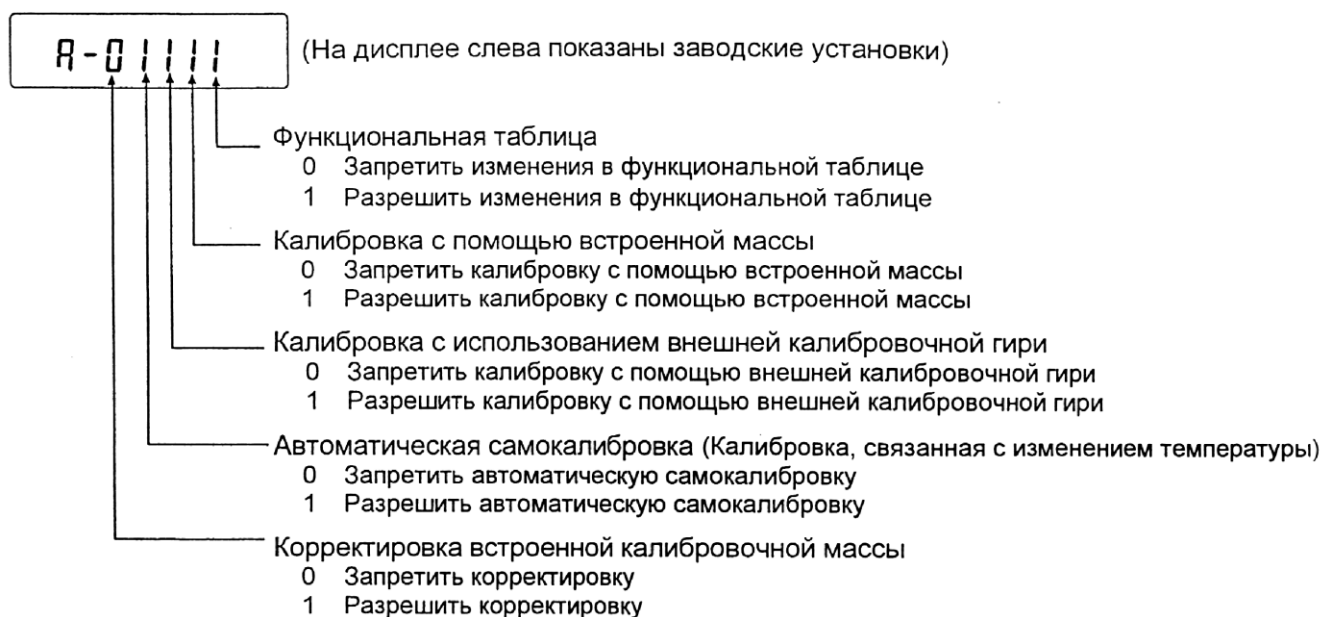 A-01111 (На дисплее слева показаны заводские установки)
Функциональная таблица
0 Запретить изменения в функциональной таблице
1 Разрешить изменения в функциональной таблице
Калибровка с помощью встроенной массы
0 Запретить калибровку с помощью встроенной массы
1 Разрешить калибровку с помощью встроенной массы
Калибровка с использованием внешней калибровочной гири
0 Запретить калибровку с помощью внешней калибровочной гири
1 Разрешить калибровку с помощью внешней калибровочной гири
Автоматическая самокалибровка (Калибровка, связанная с изменением температуры)
0 Запретить автоматическую самокалибровку
1 Разрешить автоматическую самокалибровку
Корректировка встроенной калибровочной массы
0 Запретить корректировку
1 Разрешить корректировку